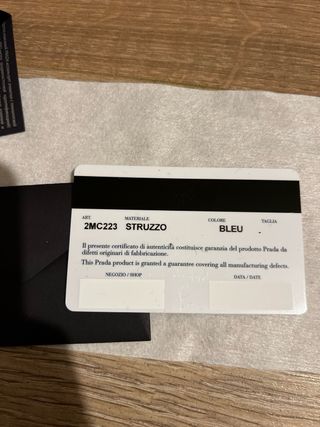 ART. MATERIALE COLORE TAGLIA
2MC223 STRUZZO BLEU .
Il presente certificato di autenticità costituisce garanzia del prodotto Prada da
difetti originari di fabbricazione.
This Prada product is granted a guarantee covering all manufacturing defects.
NEGOZIO / SHOP DATA / DATE